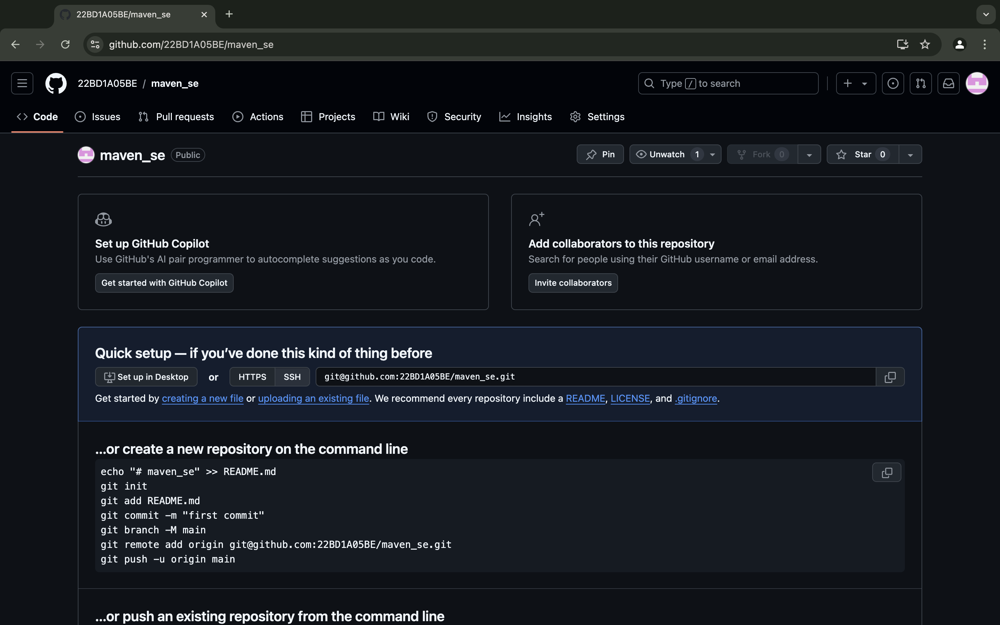 22BD1A05BE/maven_se
github.com/22BD1A05BE/maven_se
22BD1A05BE / maven_se
Type / to search
Code Issues Pull requests Actions Projects Wiki Security Insights Settings
maven_se Public
Pin Unwatch 1 Fork 0 Star 0
Set up GitHub Copilot
Use GitHub's AI pair programmer to autocomplete suggestions as you code.
Get started with GitHub Copilot
Add collaborators to this repository
Search for people using their GitHub username or email address.
Invite collaborators
Quick setup — if you’ve done this kind of thing before
Set up in Desktop or HTTPS SSH git@github.com:22BD1A05BE/maven_se.git
Get started by creating a new file or uploading an existing file. We recommend every repository include a README, LICENSE, and .gitignore.
...or create a new repository on the command line
echo "# maven_se" >> README.md
git init
git add README.md
git commit -m "first commit"
git branch -M main
git remote add origin git@github.com:22BD1A05BE/maven_se.git
git push -u origin main
...or push an existing repository from the command line